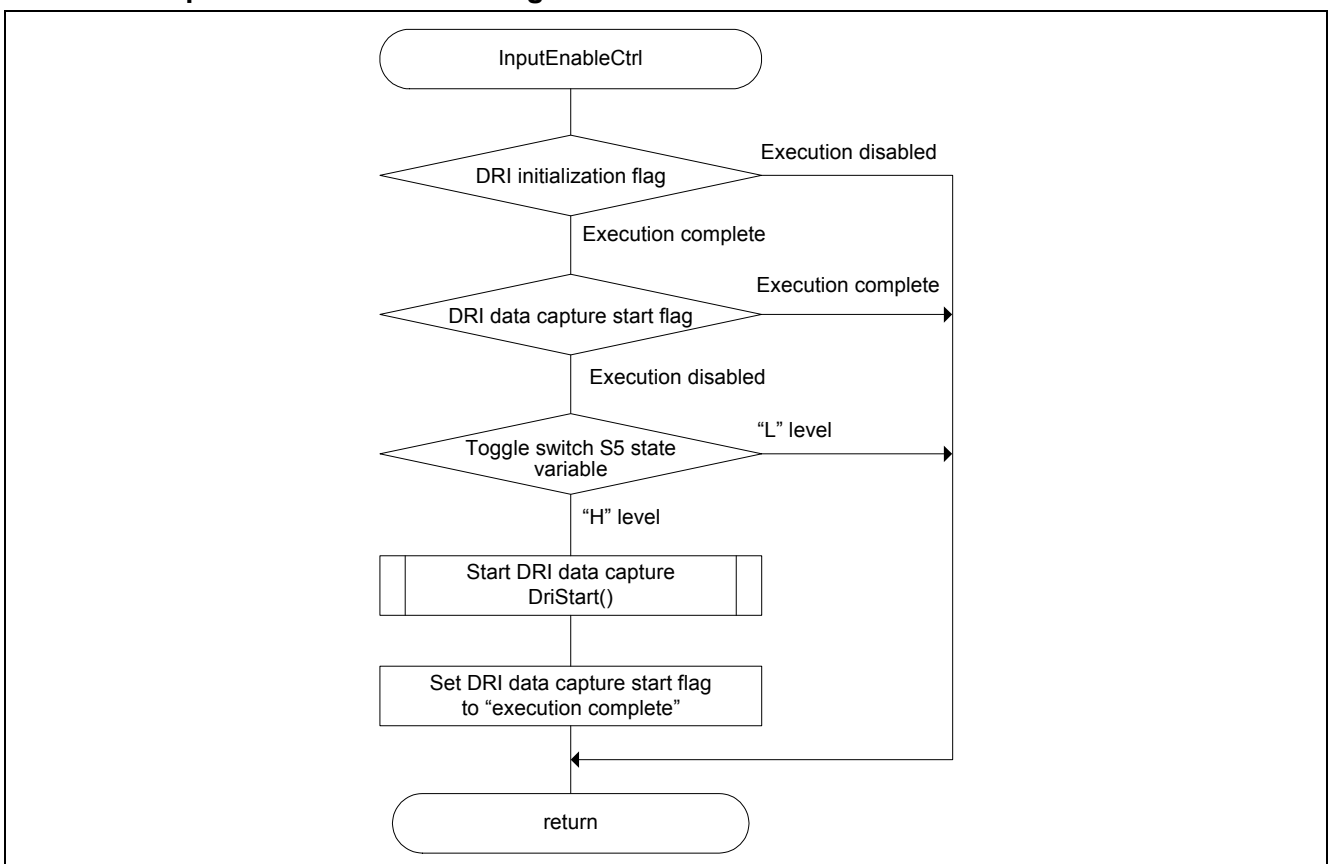 InputEnableCtrl
Execution disabled
DRI initialization flag
Execution complete
Execution complete
DRI data capture start flag
Execution disabled
“L” level
Toggle switch S5 state
variable
“H” level
Start DRI data capture
DriStart()
Set DRI data capture start flag
to “execution complete”
return